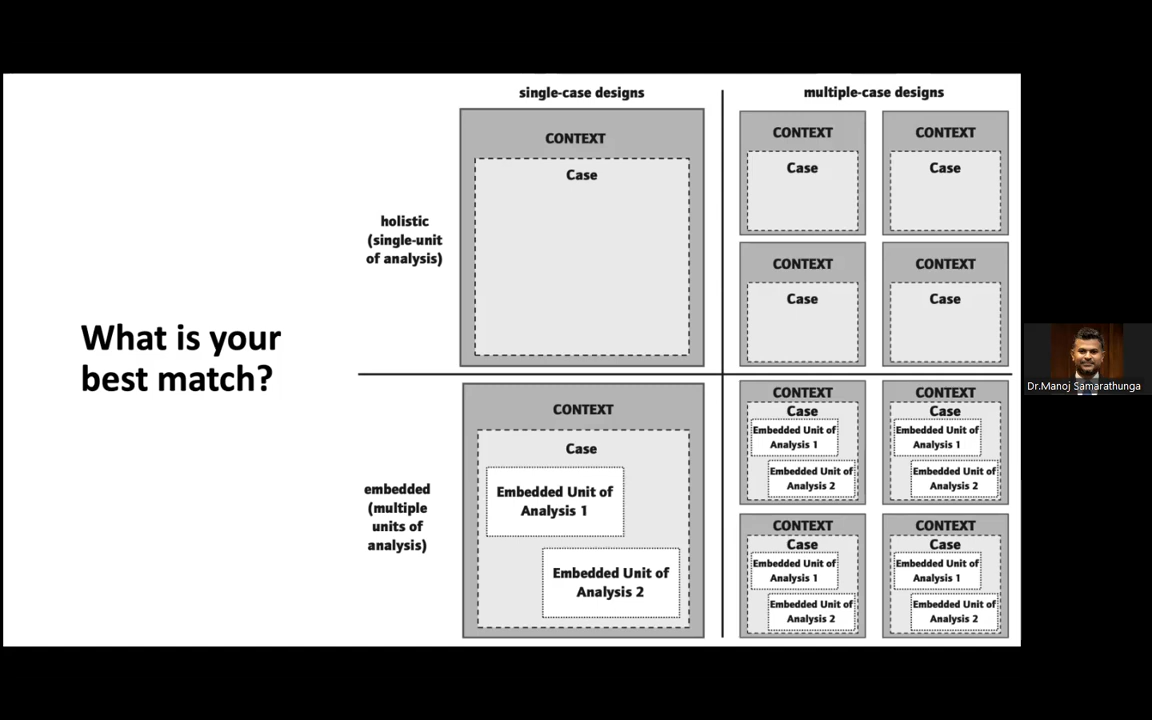 What is your
best match?
single-case designs
multiple-case designs
holistic
(single-unit
of analysis)
CONTEXT
Case
CONTEXT
Case
CONTEXT
Case
CONTEXT
Case
CONTEXT
Case
embedded
(multiple
units of
analysis)
CONTEXT
Case
Embedded Unit of
Analysis 1
Embedded Unit of
Analysis 2
CONTEXT
Case
Embedded Unit of
Analysis 1
Embedded Unit of
Analysis 2
CONTEXT
Case
Embedded Unit of
Analysis 1
Embedded Unit of
Analysis 2
CONTEXT
Case
Embedded Unit of
Analysis 1
Embedded Unit of
Analysis 2
CONTEXT
Case
Embedded Unit of
Analysis 1
Embedded Unit of
Analysis 2
Dr.Manoj Samarathunga